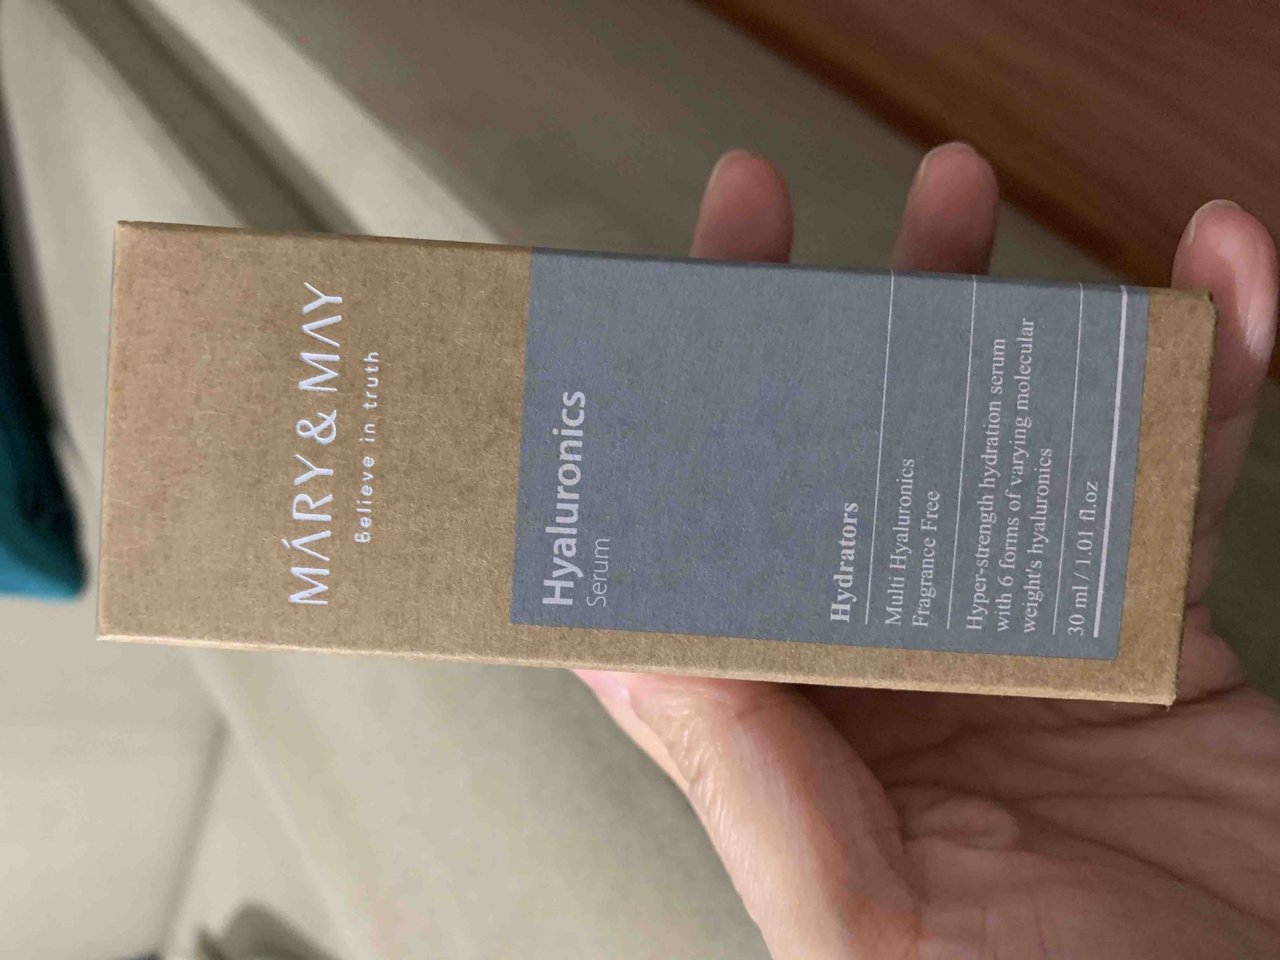 MÁRY & MAY
Believe in truth
Hyaluronics
Serum
Hydrators
Multi Hyaluronics
Fragrance Free
Hyper-strength hydration serum
with 6 forms of varying molecular
weight's hyaluronics
30 ml / 1.01 fl.oz